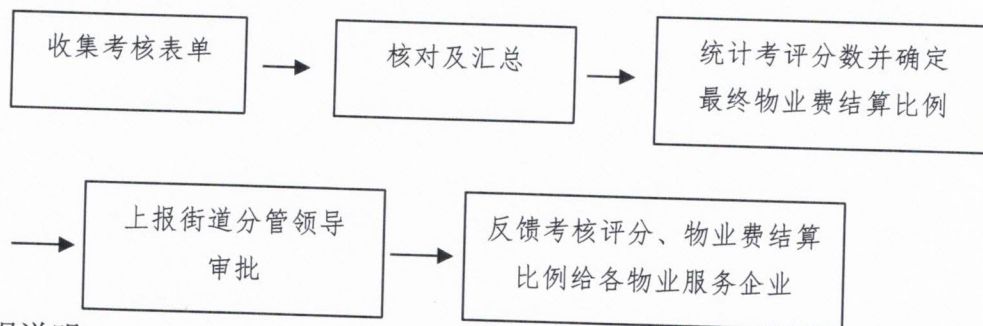 收集考核表单
核对及汇总
统计考评分数并确定
最终物业费结算比例
上报街道分管领导
审批
反馈考核评分、物业费结算
比例给各物业服务企业